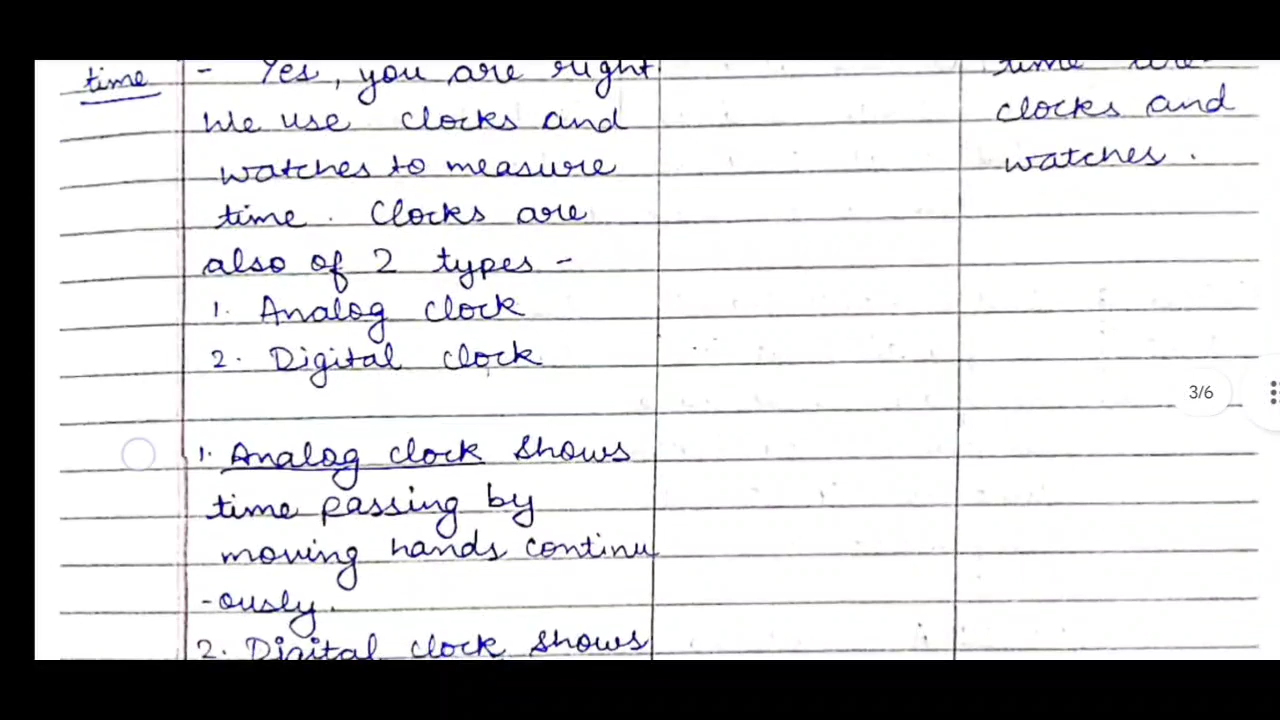 time
- Yes, you are right
We use clocks and
watches to measure
time. Clocks are
also of 2 types -
1. Analog clock
2. Digital clock
1. Analog clock shows
time passing by
moving hands continu
-ously.
2. Digital clock shows
time are
clocks and
watches.
3/6